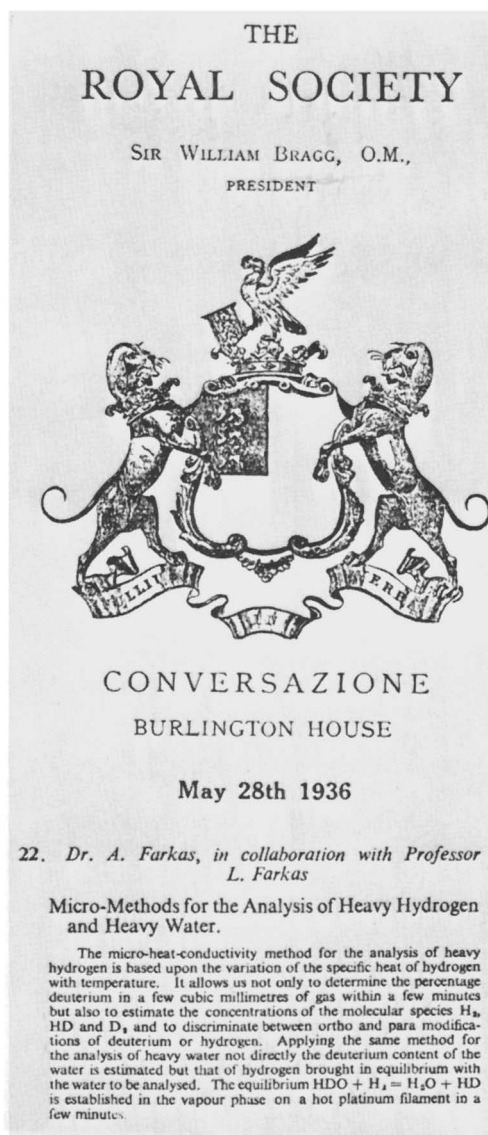 THE
ROYAL SOCIETY
SIR WILLIAM BRAGG, O.M.,
PRESIDENT
CONVERSAZIONE
BURLINGTON HOUSE
May 28th 1936
22. Dr. A. Farkas, in collaboration with Professor
L. Farkas
Micro-Methods for the Analysis of Heavy Hydrogen
and Heavy Water.
The micro-heat-conductivity method for the analysis of heavy
hydrogen is based upon the variation of the specific heat of hydrogen
with temperature. It allows us not only to determine the percentage
deuterium in a few cubic millimetres of gas within a few minutes
but also to estimate the concentrations of the molecular species H₂,
HD and D₂ and to discriminate between ortho and para modifica-
tions of deuterium or hydrogen. Applying the same method for
the analysis of heavy water not directly the deuterium content of the
water is estimated but that of hydrogen brought in equilibrium with
the water to be analysed. The equilibrium HDO + H₂ = H₂O + HD
is established in the vapour phase on a hot platinum filament in a
few minutes.